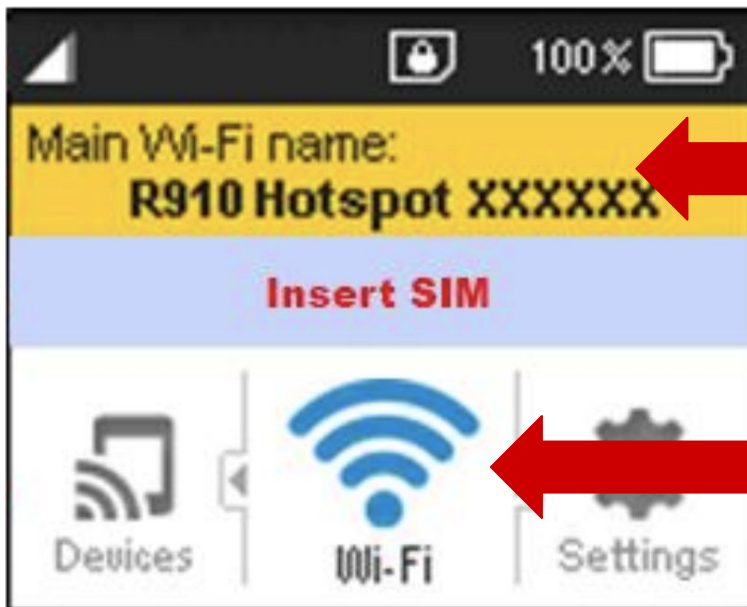 100%
Main Wi-Fi name:
R910 Hotspot XXXXXX
Insert SIM
Devices
Wi-Fi
Settings